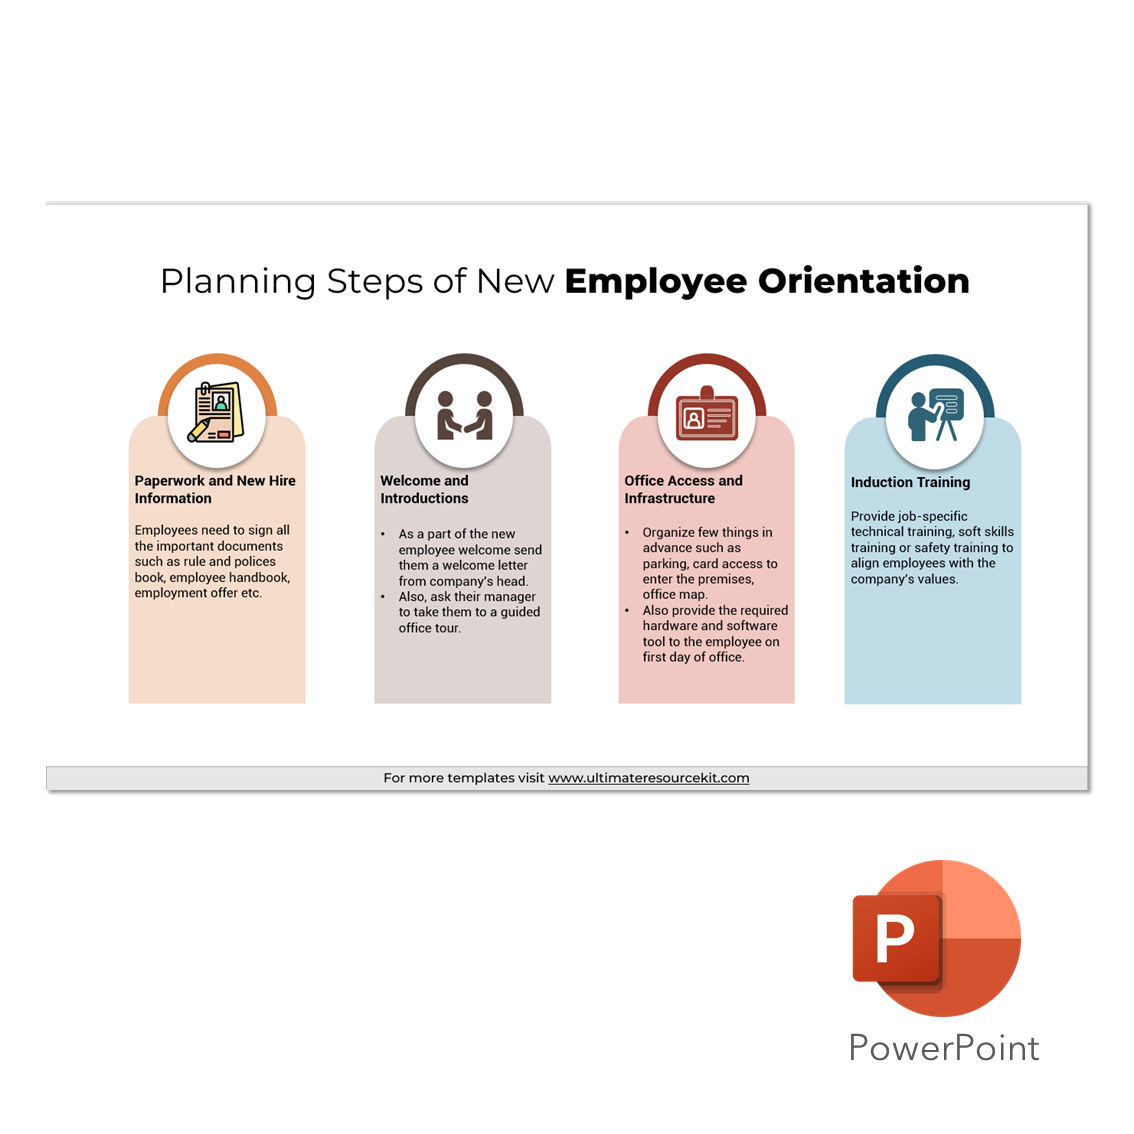 Planning Steps of New Employee Orientation
Paperwork and New Hire
Information
Employees need to sign all
the important documents
such as rule and polices
book, employee handbook,
employment offer etc.
Welcome and
Introductions
• As a part of the new
employee welcome send
them a welcome letter
from company's head.
• Also, ask their manager
to take them to a guided
office tour.
Office Access and
Infrastructure
• Organize few things in
advance such as
parking, card access to
enter the premises,
office map.
• Also provide the required
hardware and software
tool to the employee on
first day of office.
Induction Training
Provide job-specific
technical training, soft skills
training or safety training to
align employees with the
company's values.
For more templates visit www.ultimateresourcekit.com
P
PowerPoint